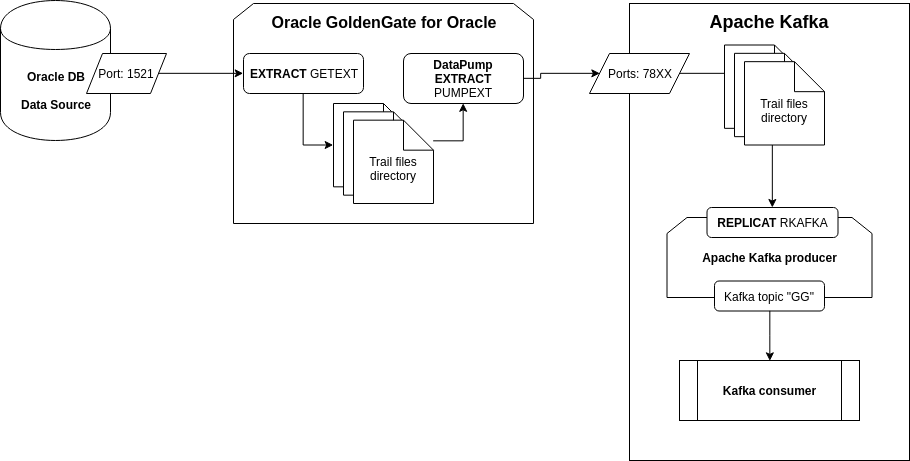 Oracle DB
Data Source
Port: 1521
Oracle GoldenGate for Oracle
EXTRACT GETEXT
Trail files
directory
DataPump
EXTRACT
PUMPEXT
Ports: 78XX
Apache Kafka
Trail files
directory
REPLICAT RKAFKA
Apache Kafka producer
Kafka topic "GG"
Kafka consumer